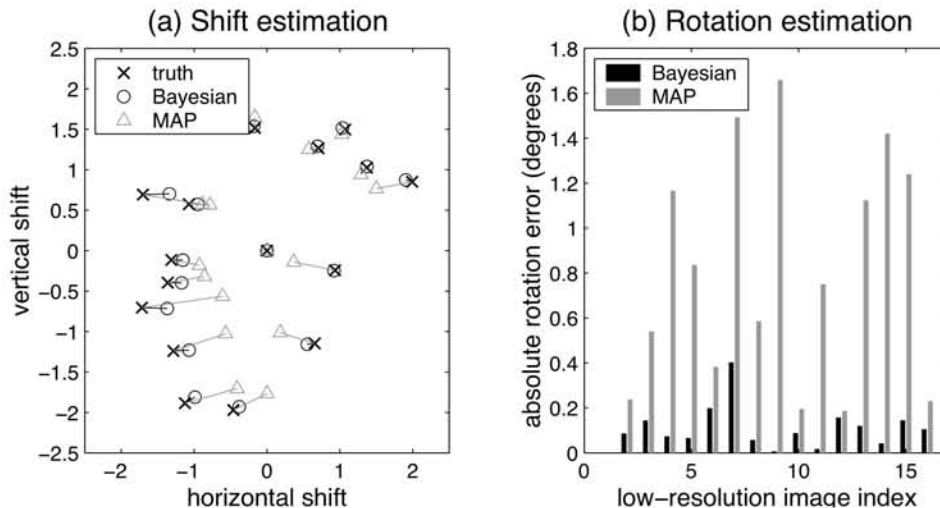 (a) Shift estimation
2.5
2
1.5
1
0.5
0
−0.5
−1
−1.5
−2
−2.5
vertical shift
truth
Bayesian
MAP
−2 −1 0 1 2
horizontal shift
(b) Rotation estimation
1.8
1.6
1.4
1.2
1
0.8
0.6
0.4
0.2
0
absolute rotation error (degrees)
Bayesian
MAP
0 5 10 15
low−resolution image index